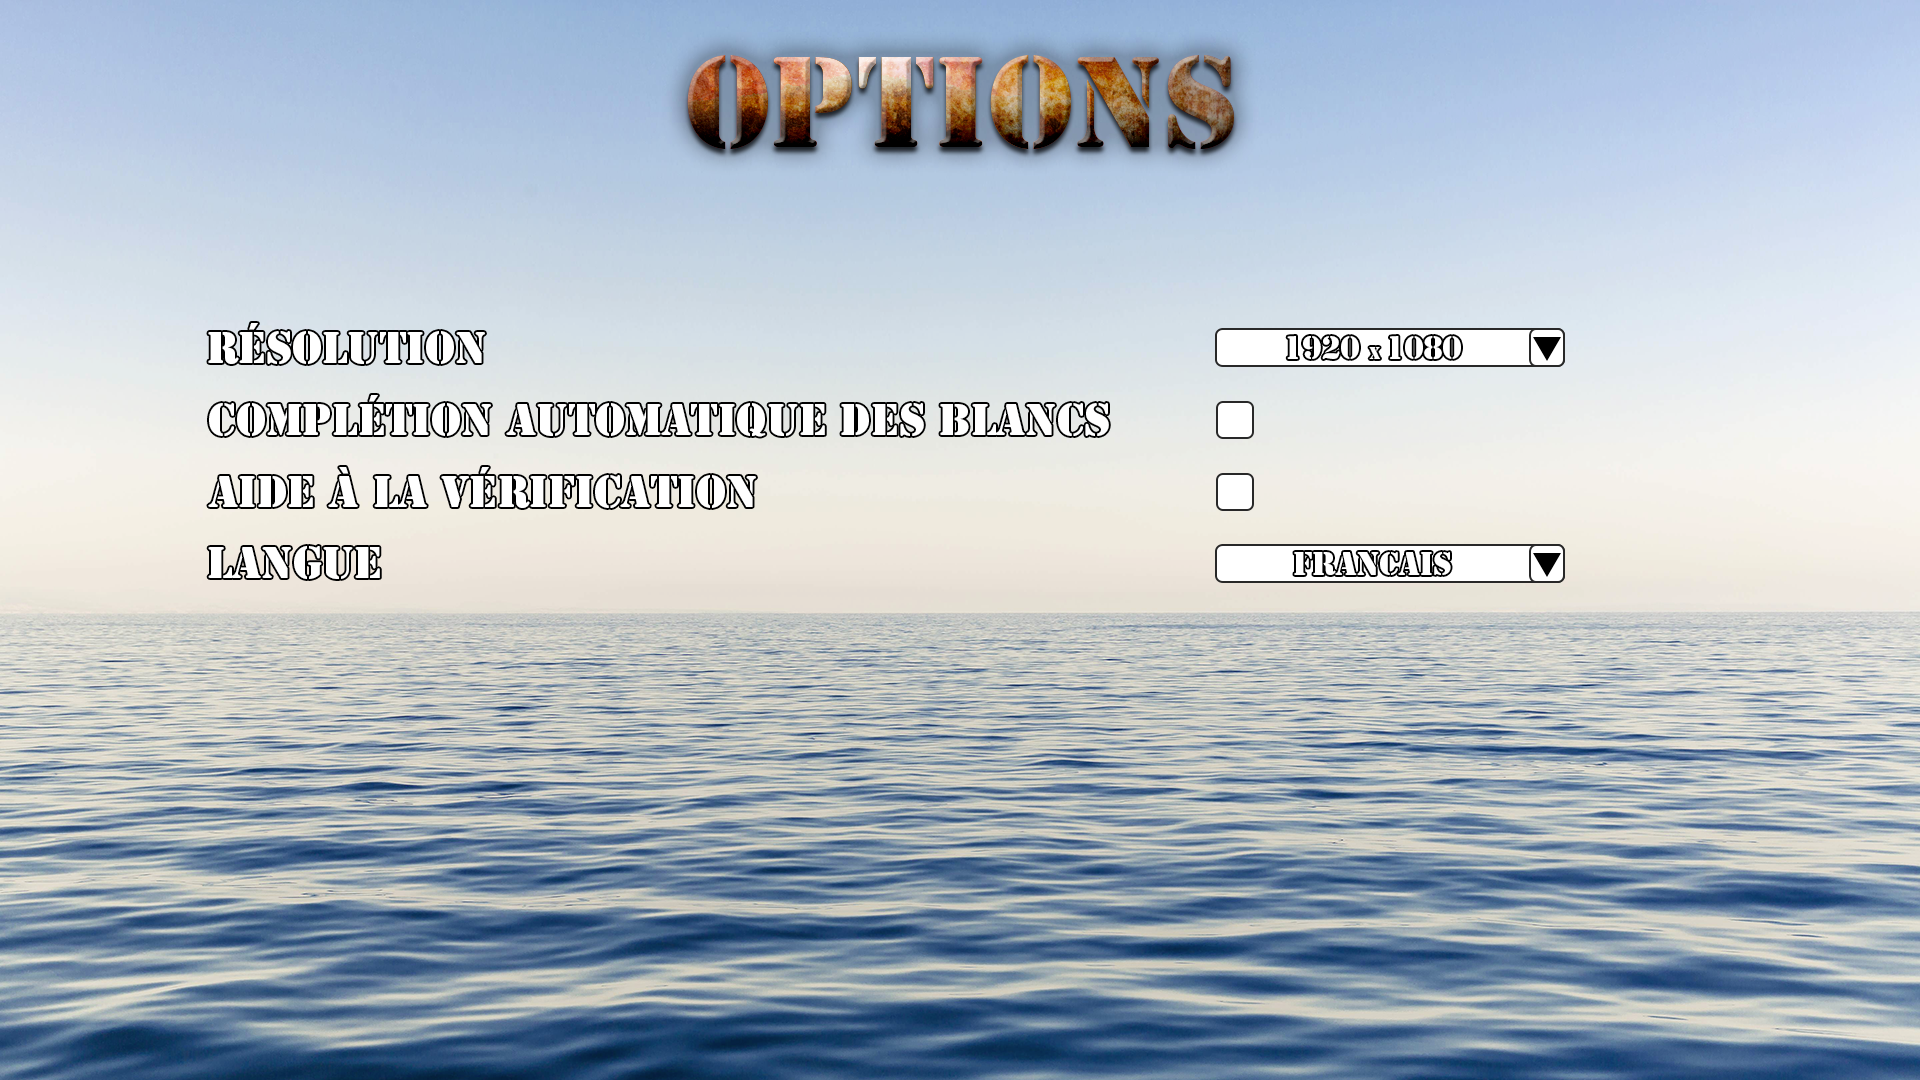 OPTIONS
RÉSOLUTION
1920 x 1080
COMPLÉTION AUTOMATIQUE DES BLANCS
AIDE À LA VÉRIFICATION
LANGUE
FRANCAIS